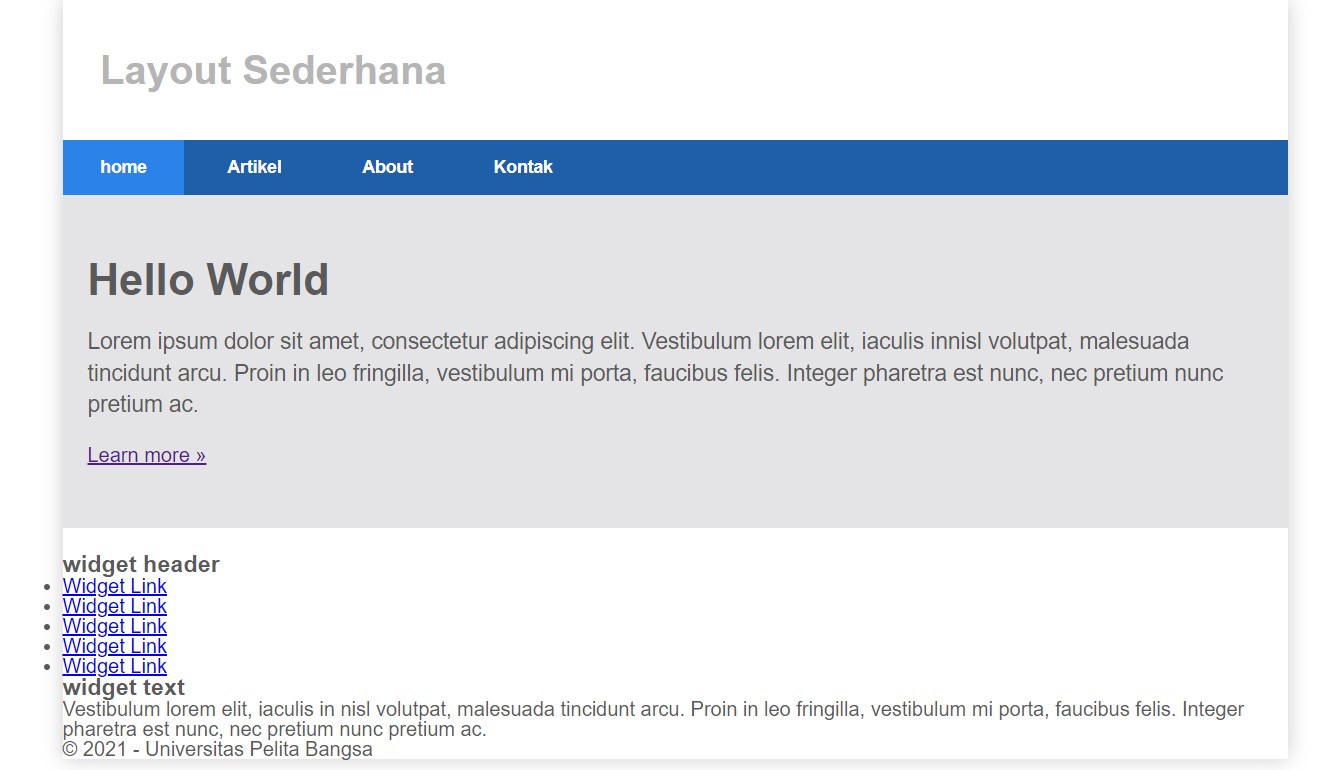 Layout Sederhana
home Artikel About Kontak
Hello World
Lorem ipsum dolor sit amet, consectetur adipiscing elit. Vestibulum lorem elit, iaculis innisl volutpat, malesuada
tincidunt arcu. Proin in leo fringilla, vestibulum mi porta, faucibus felis. Integer pharetra est nunc, nec pretium nunc
pretium ac.
Learn more »
widget header
Widget Link
Widget Link
Widget Link
Widget Link
Widget Link
widget text
Vestibulum lorem elit, iaculis in nisl volutpat, malesuada tincidunt arcu. Proin in leo fringilla, vestibulum mi porta, faucibus felis. Integer
pharetra est nunc, nec pretium nunc pretium ac.
© 2021 - Universitas Pelita Bangsa